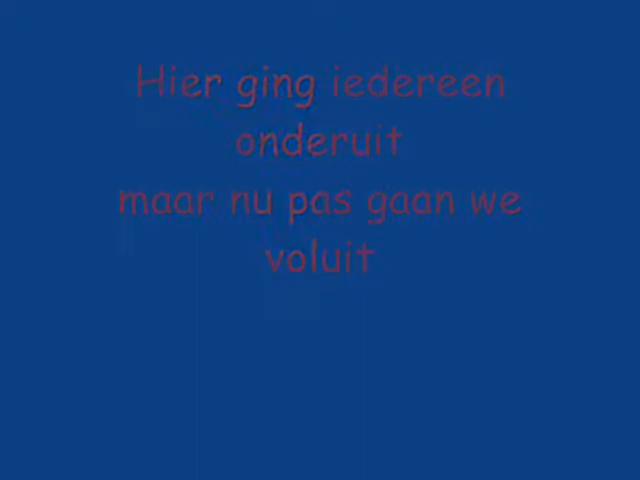 Hier ging iedereen
onderuit
maar nu pas gaan we
voluit